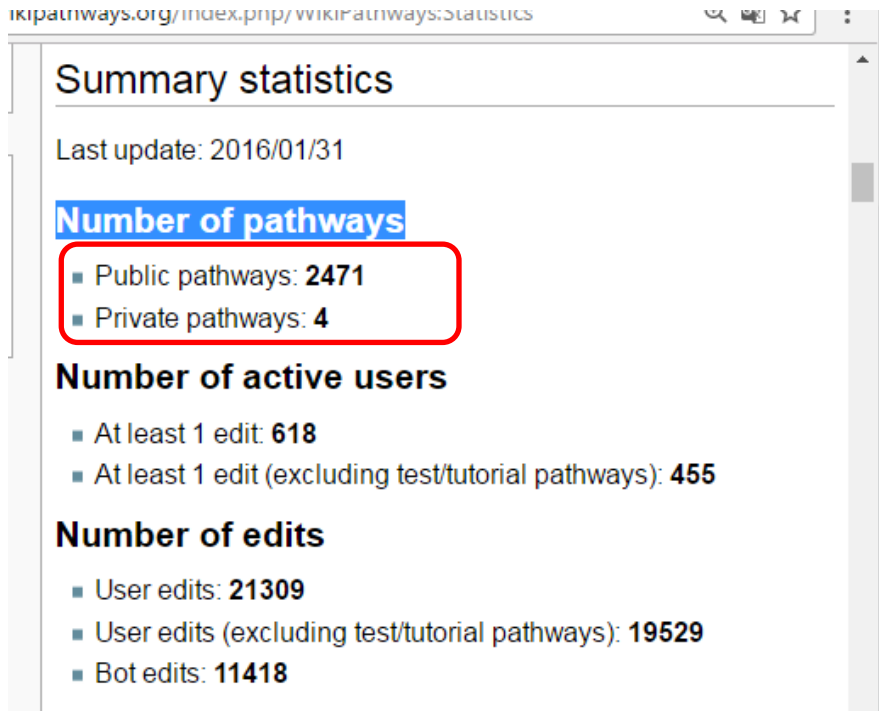 ikipathways.org/index.php/WikiPathways:Statistics
Summary statistics
Last update: 2016/01/31
Number of pathways
Public pathways: 2471
Private pathways: 4
Number of active users
At least 1 edit: 618
At least 1 edit (excluding test/tutorial pathways): 455
Number of edits
User edits: 21309
User edits (excluding test/tutorial pathways): 19529
Bot edits: 11418